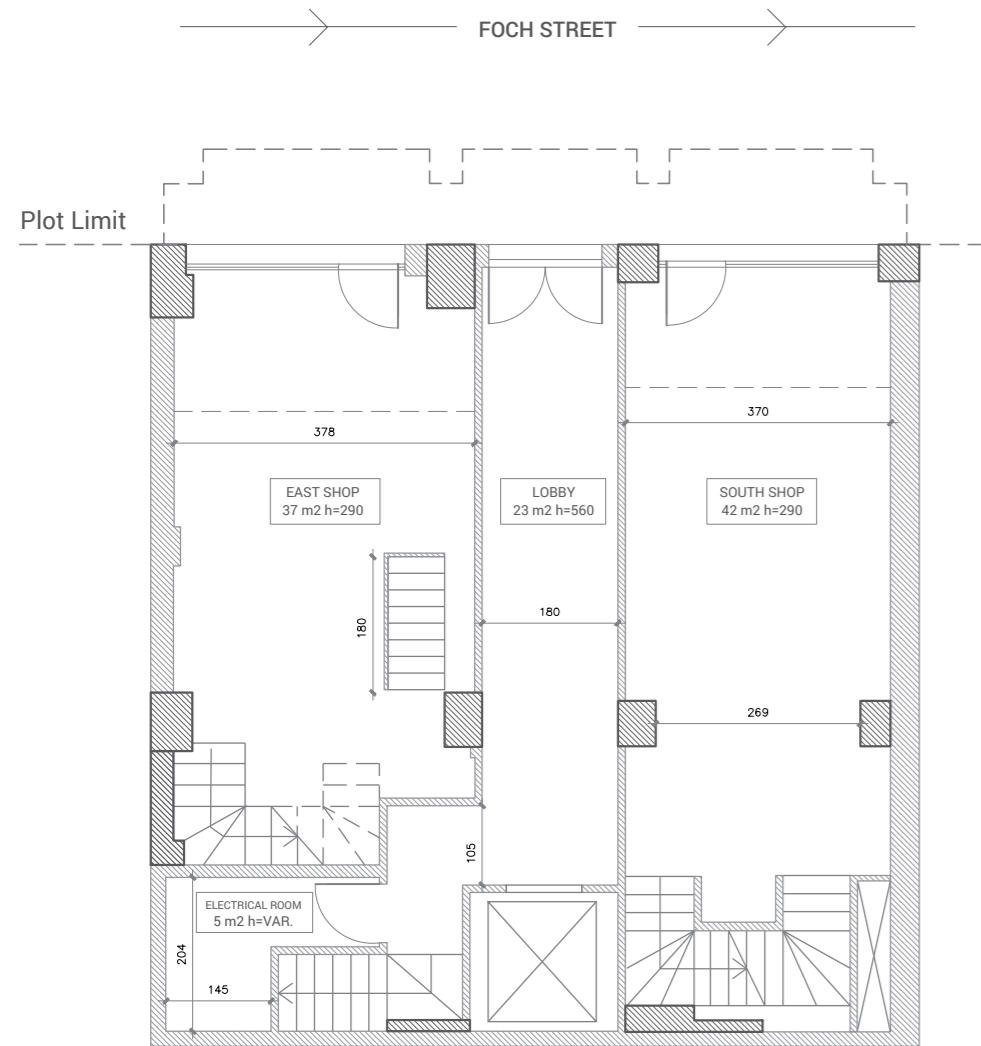 FOCH STREET
Plot Limit
378
370
EAST SHOP
37 m2 h=290
LOBBY
23 m2 h=560
SOUTH SHOP
42 m2 h=290
180
180
269
105
ELECTRICAL ROOM
5 m2 h=VAR.
204
145